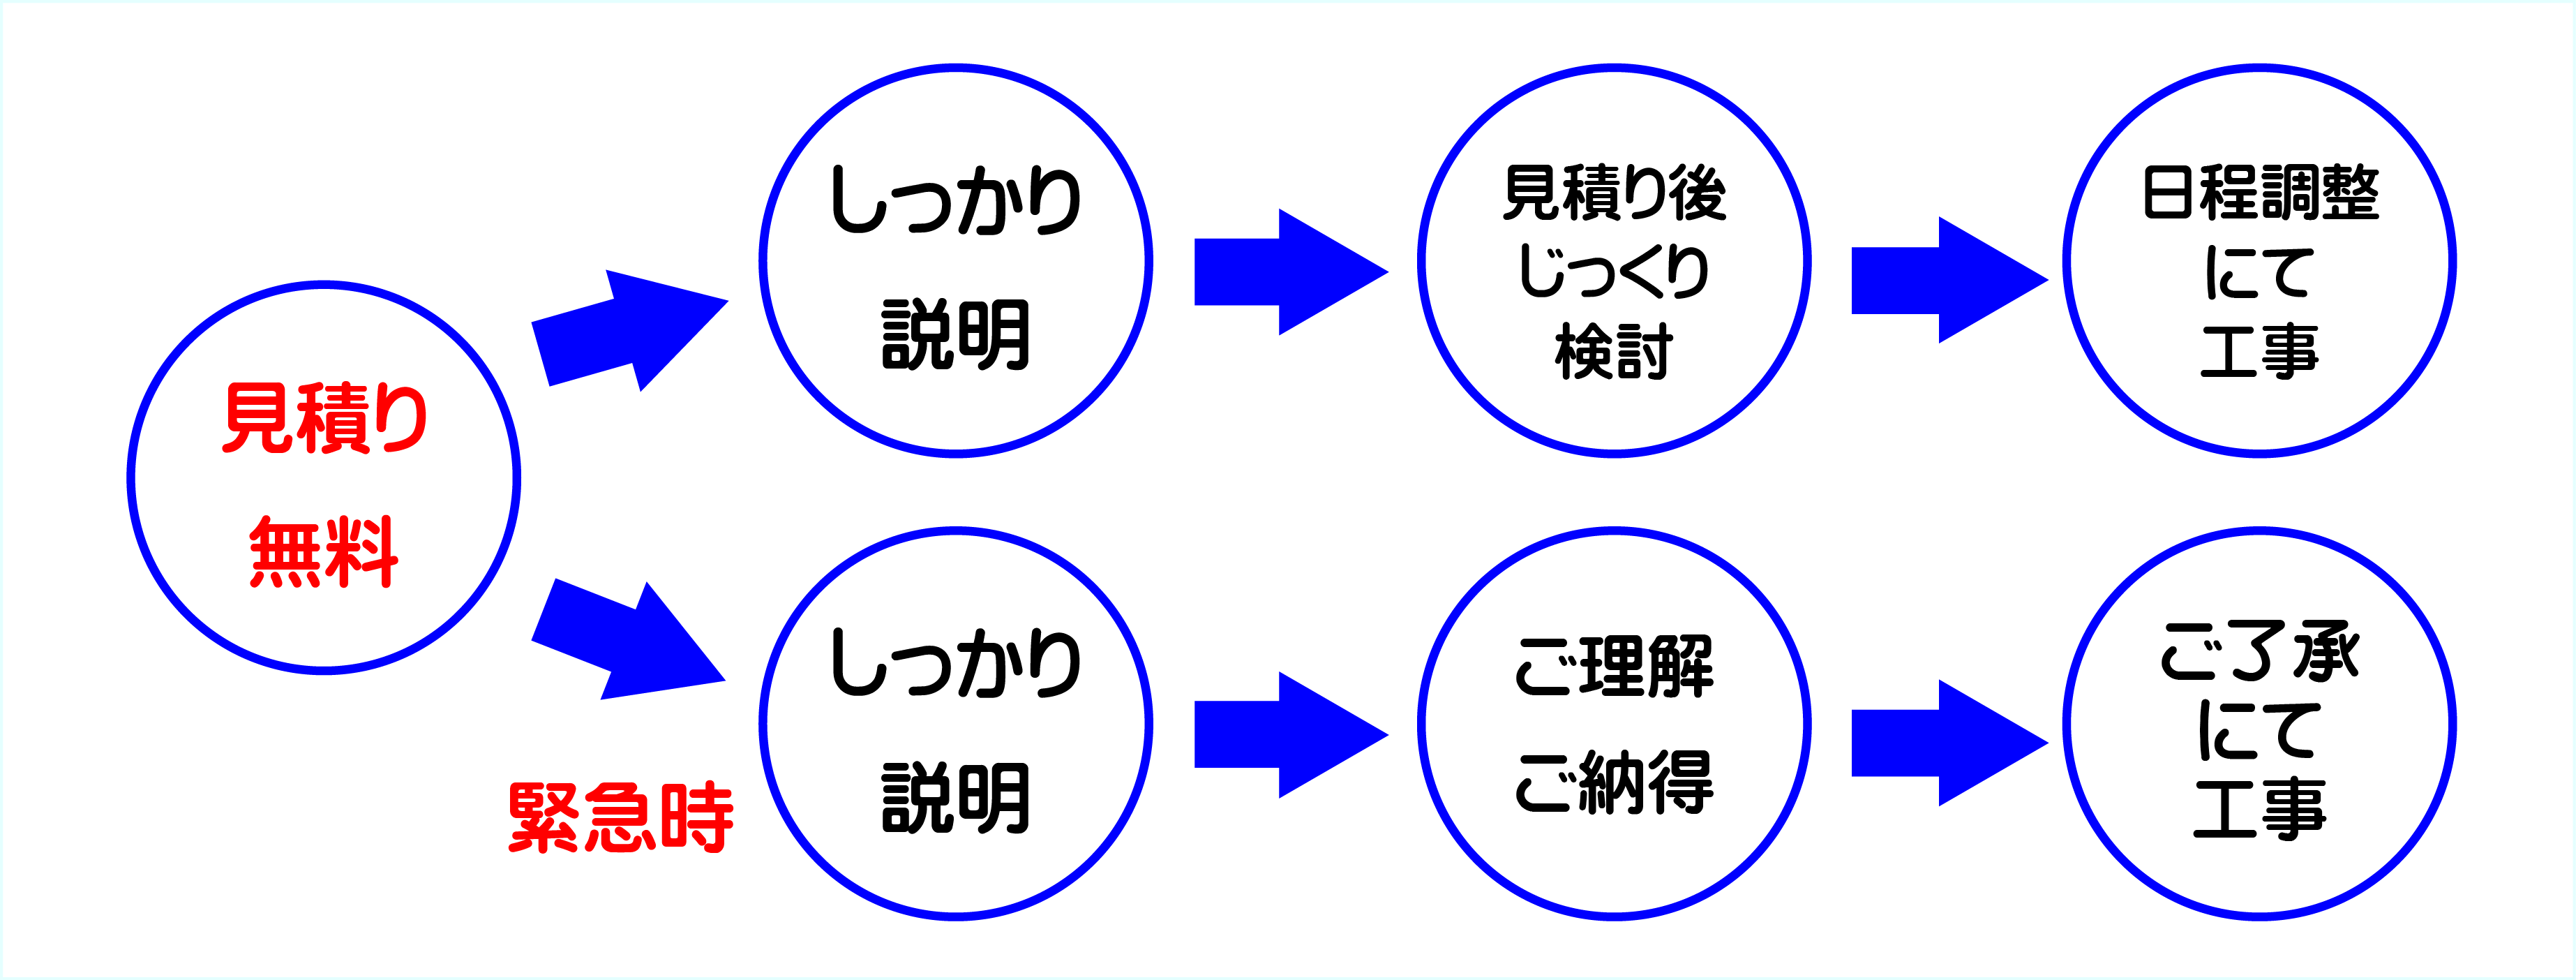 見積り
無料
しっかり
説明
見積り後
じっくり
検討
日程調整
にて
工事
緊急時
しっかり
説明
ご理解
ご納得
ご了承
にて
工事